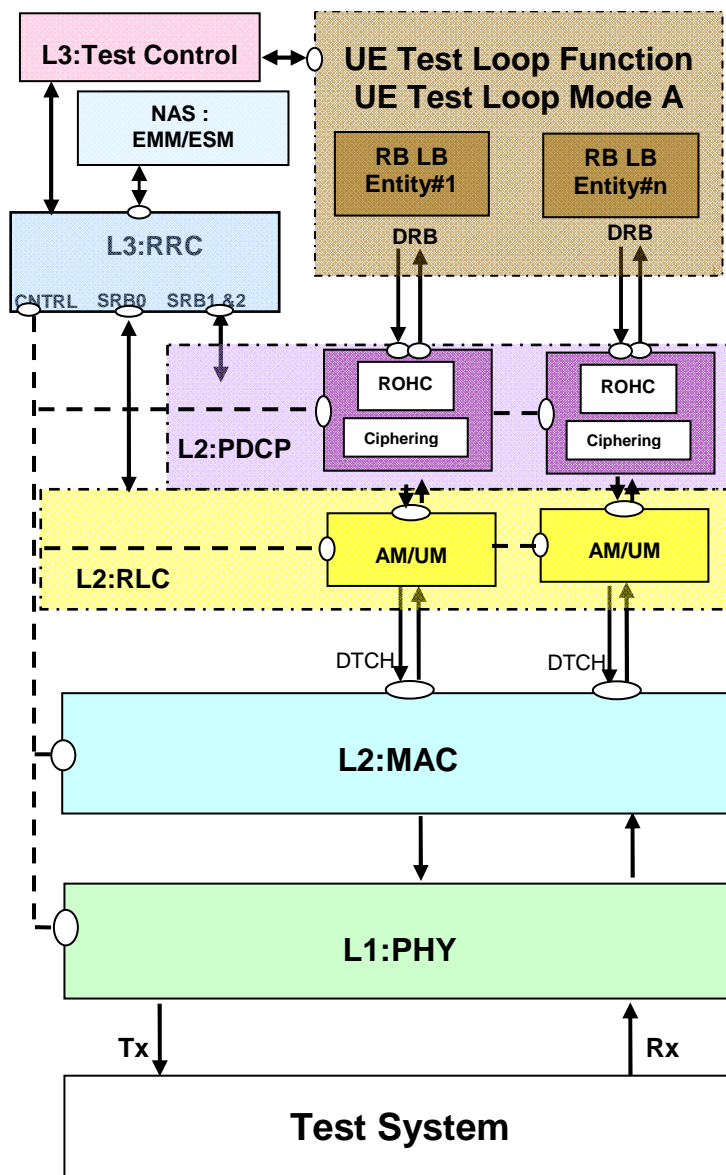 L3:Test Control
UE Test Loop Function
UE Test Loop Mode A
NAS :
EMM/ESM
RB LB
Entity#1
RB LB
Entity#n
DRB
DRB
L3:RRC
CNTRL
SRB0
SRB1 &2
ROHC
Ciphering
ROHC
Ciphering
L2:PDCP
AM/UM
AM/UM
L2:RLC
DTCH
DTCH
L2:MAC
L1:PHY
Tx
Rx
Test System